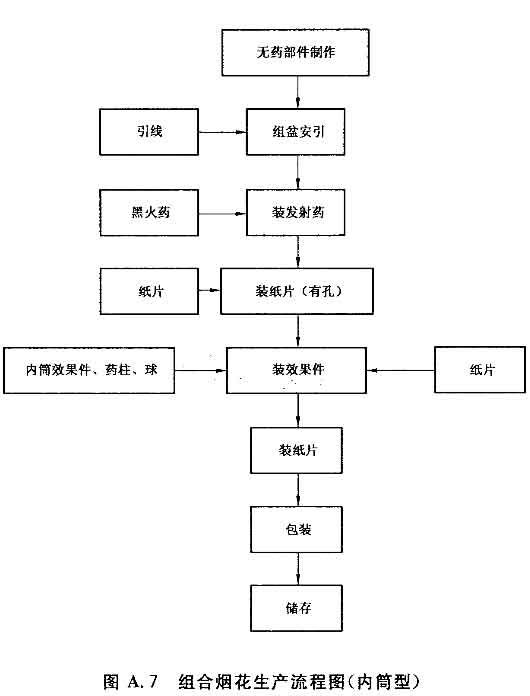 无药部件制作
引线
组盆安引
黑火药
装发射药
纸片
装纸片（有孔）
内筒效果件、药柱、球
装效果件
纸片
装纸片
包装
储存
图 A.7 组合烟花生产流程图（内筒型）